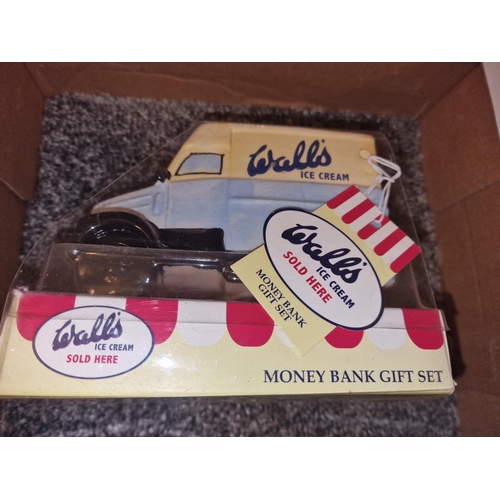 Wall's
ICE CREAM
Wall's
ICE CREAM
SOLD HERE
MONEY BANK
GIFT SET
Wall's
ICE CREAM
SOLD HERE
MONEY BANK GIFT SET